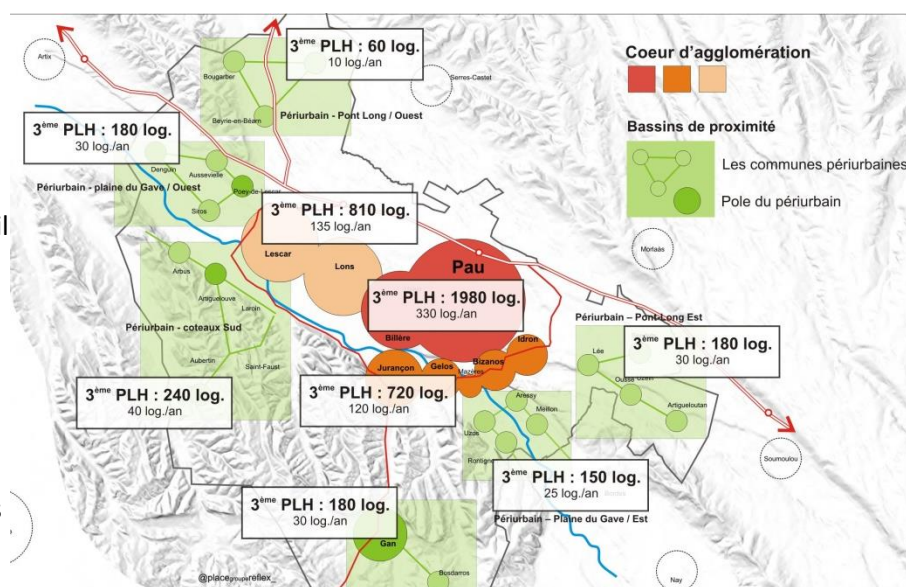 Artix
3ème PLH : 60 log.
10 log./an
Bougarber
Serres-Castet
Coeur d'agglomération
Beyrie-en-Béarn
Périurbain - Pont Long / Ouest
3ème PLH : 180 log.
30 log./an
Bassins de proximité
Denguin
Aussevielle
Les communes périurbaines
Périurbain - plaine du Gave / Ouest
Poey-de-Lescar
Siros
Pole du périurbain
il
3ème PLH : 810 log.
135 log./an
Lescar
Lons
Morlaàs
Arbus
Pau
Artiguelouve
3ème PLH : 1980 log.
330 log./an
Laroin
Périurbain - coteaux Sud
Billère
Périurbain – Pont-Long Est
3ème PLH : 180 log.
30 log./an
Idron
Lée
Aubertin
Saint-Faust
Jurançon
Gelos
Bizanos
Mazères
Ousse
3ème PLH : 240 log.
40 log./an
3ème PLH : 720 log.
120 log./an
Aressy
Meillon
Artigueloutan
Uzos
Rontignon
Soumoulou
3ème PLH : 150 log.
25 log./an
3ème PLH : 180 log.
30 log./an
Périurbain – Plaine du Gave / Est
Gan
Bosdarros
Nay
@placegroupereflex_